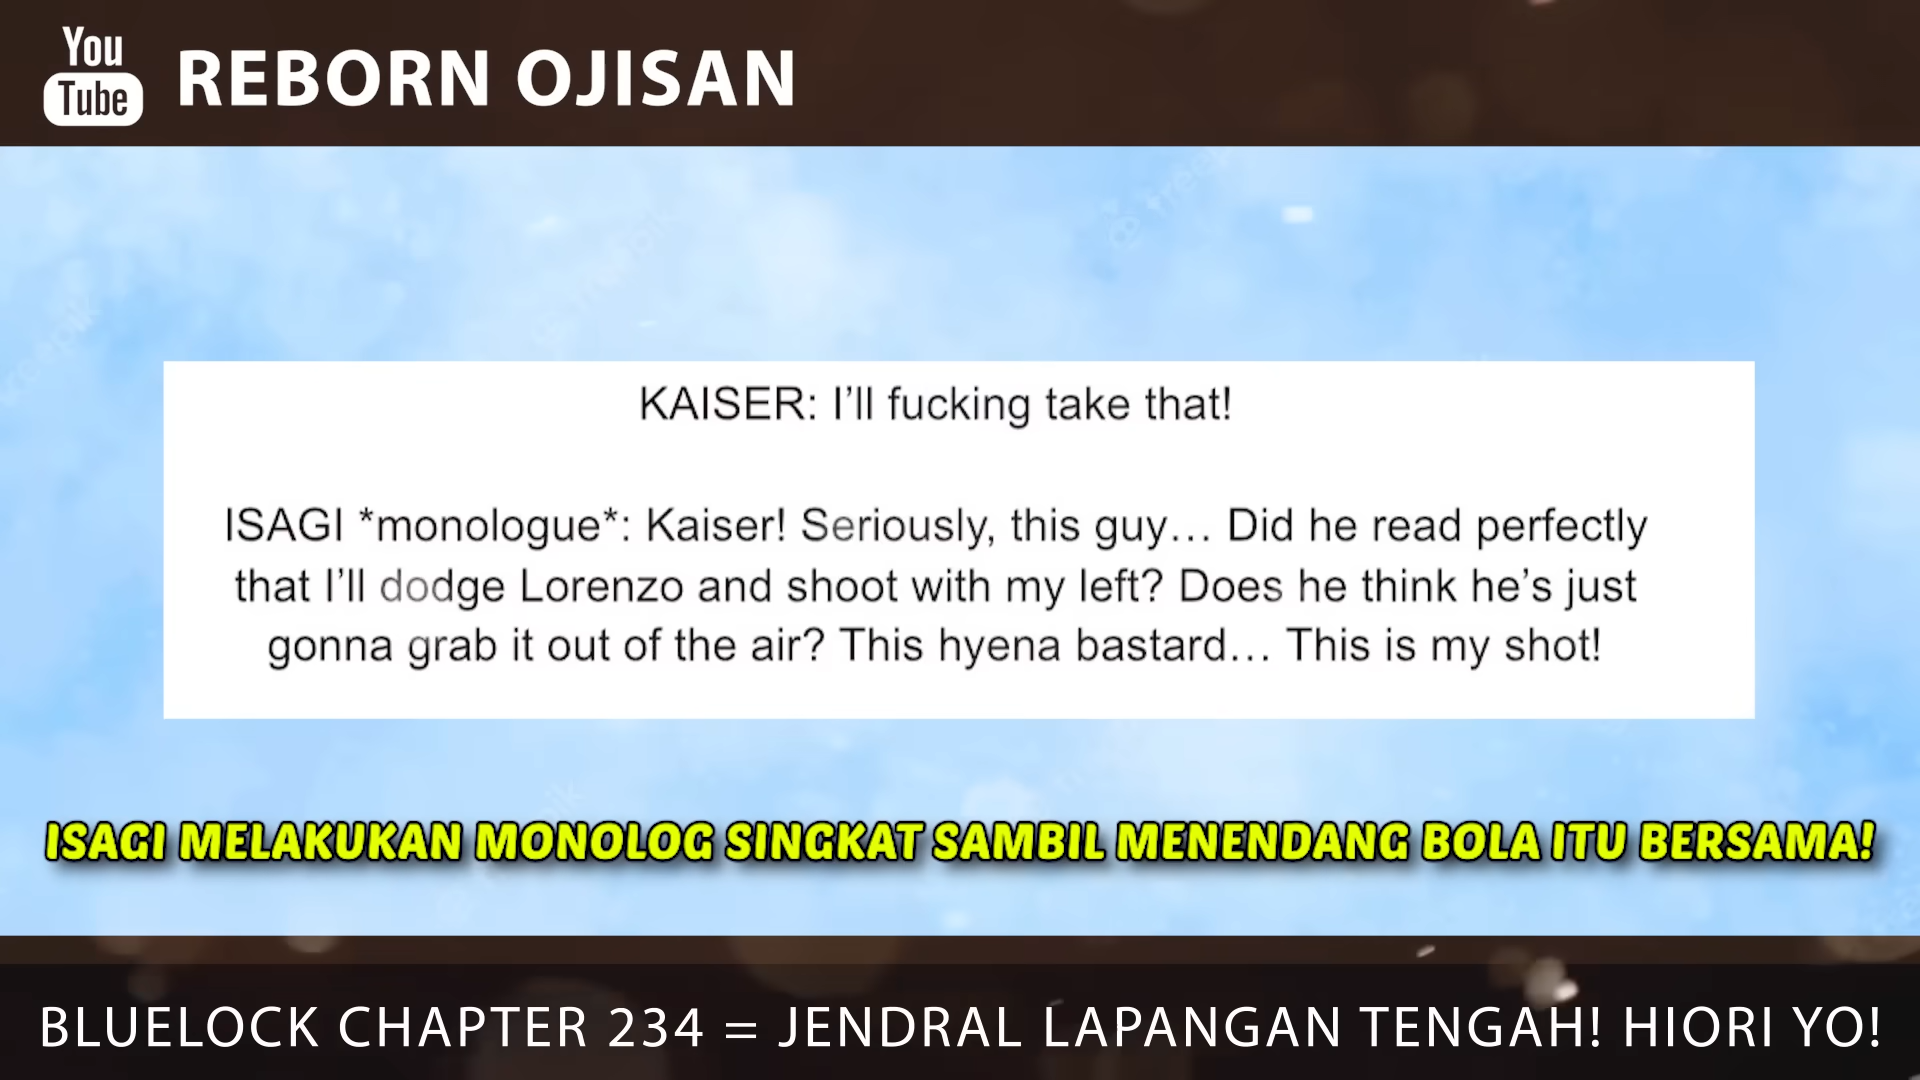 You
Tube
REBORN OJISAN
KAISER: I’ll fucking take that!
ISAGI *monologue*: Kaiser! Seriously, this guy… Did he read perfectly
that I’ll dodge Lorenzo and shoot with my left? Does he think he’s just
gonna grab it out of the air? This hyena bastard… This is my shot!
ISAGI MELAKUKAN MONOLOG SINGKAT SAMBIL MENENDANG BOLA ITU BERSAMA!
BLUELOCK CHAPTER 234 = JENDRAL LAPANGAN TENGAH! HIORI YO!